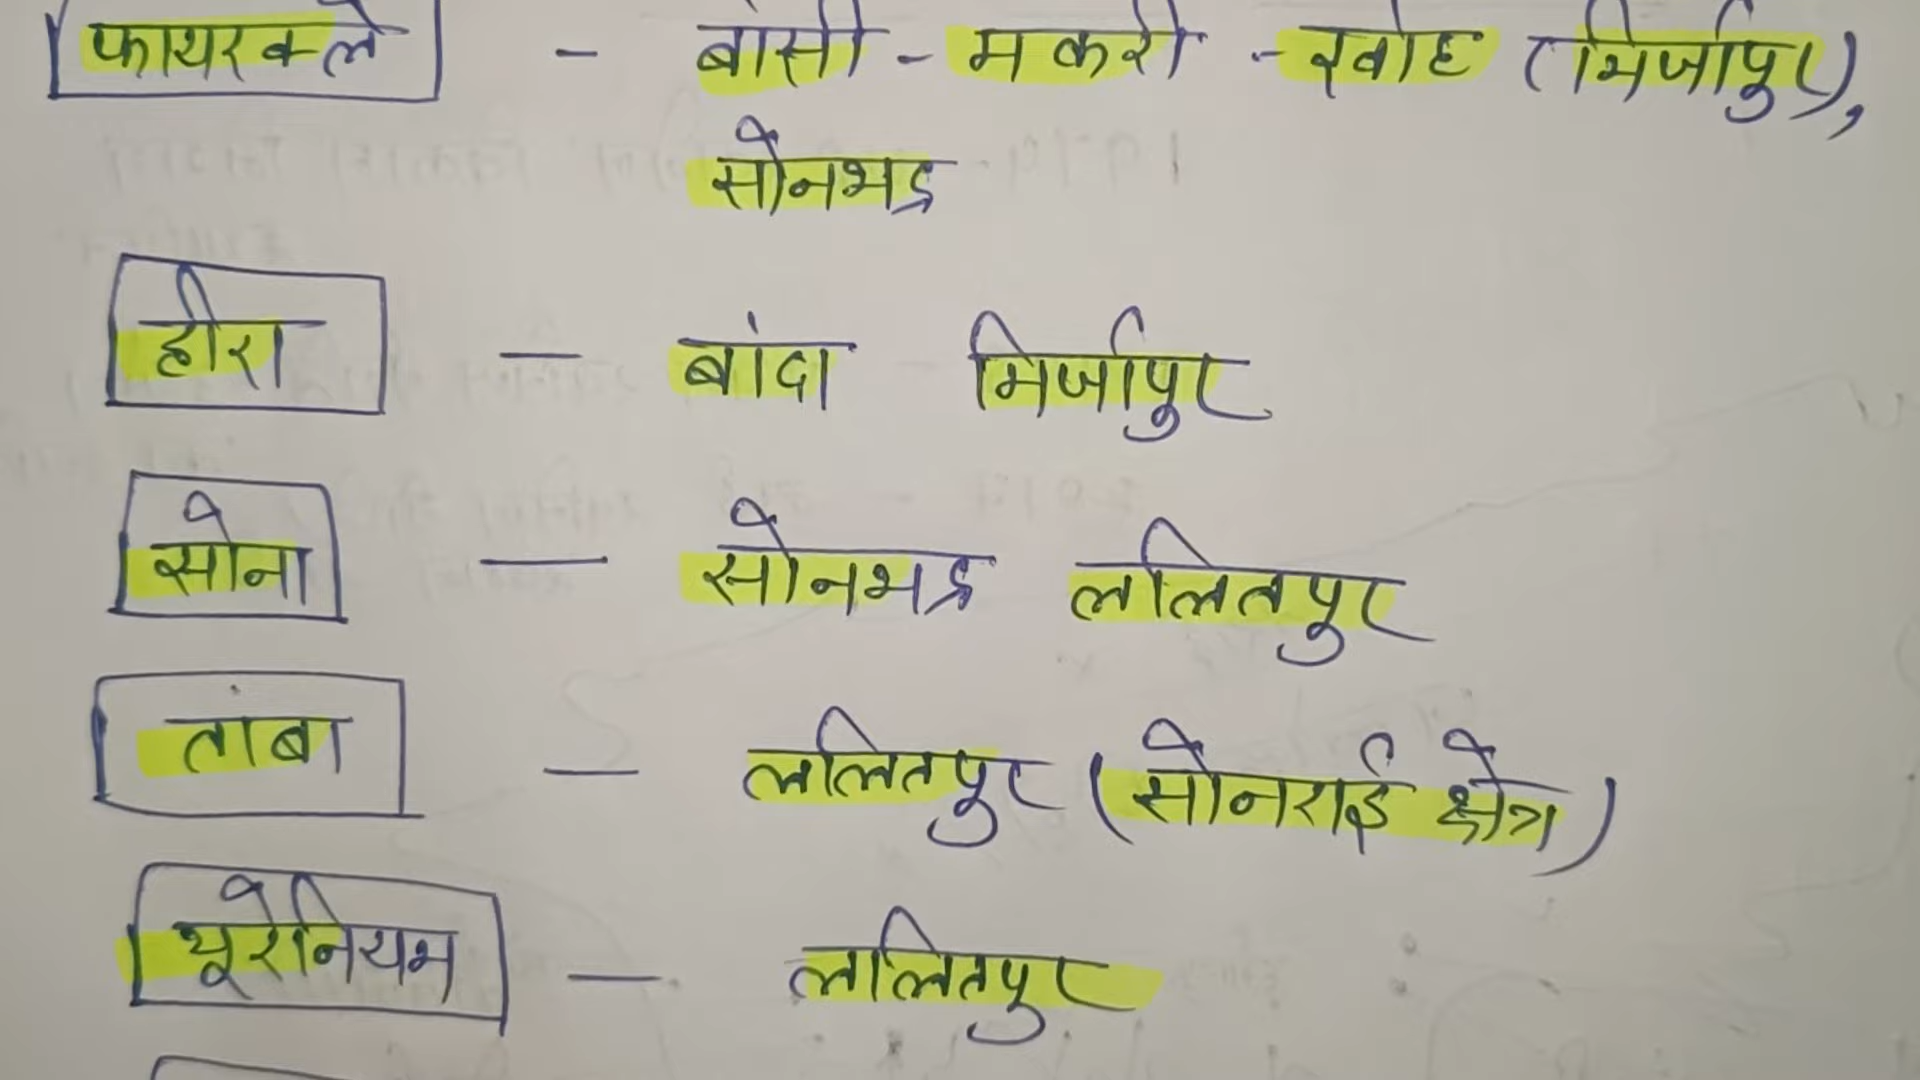 फायरक्ले - बांसी - मकरी - खोह (मिर्जापुर),
सोनभद्र
हीरा - बांदा मिर्जापुर
सोना - सोनभद्र ललितपुर
तांबा - ललितपुर (सोनराई क्षेत्र)
यूरेनियम - ललितपुर